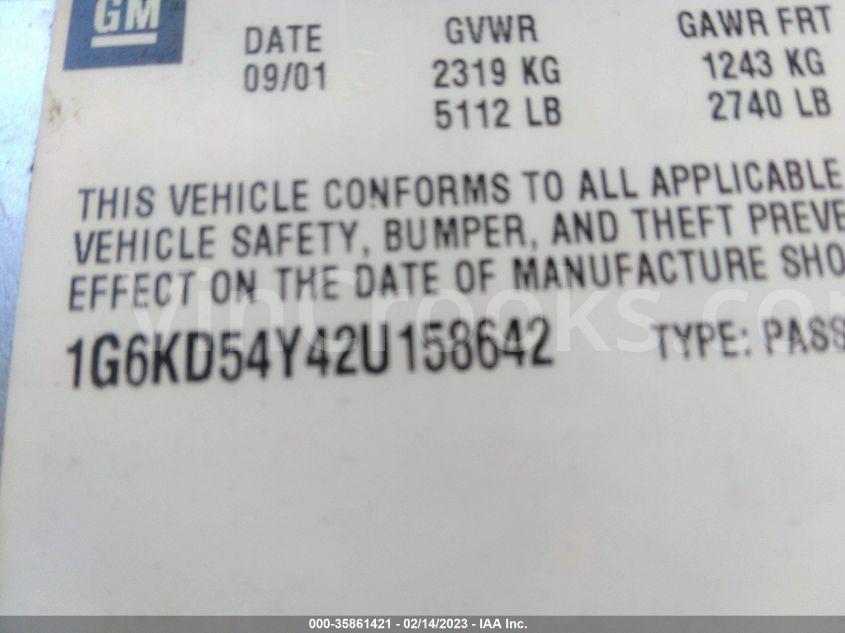 GM
DATE GVWR GAWR FRT
09/01 2319 KG 1243 KG
5112 LB 2740 LB
THIS VEHICLE CONFORMS TO ALL APPLICABLE
VEHICLE SAFETY, BUMPER, AND THEFT PREVE
EFFECT ON THE DATE OF MANUFACTURE SHO
vinCrooks.com
1G6KD54Y42U158642 TYPE: PASS
000-35861421 - 02/14/2023 - IAA Inc.